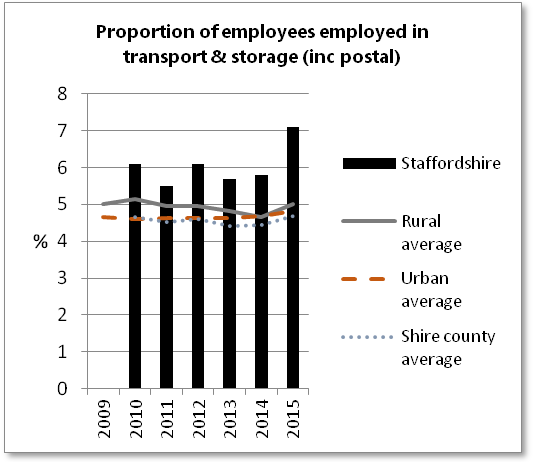 Proportion of employees employed in
transport & storage (inc postal)
8
7
6
5
4
3
2
1
0
%
2009
2010
2011
2012
2013
2014
2015
Staffordshire
Rural
average
Urban
average
Shire county
average